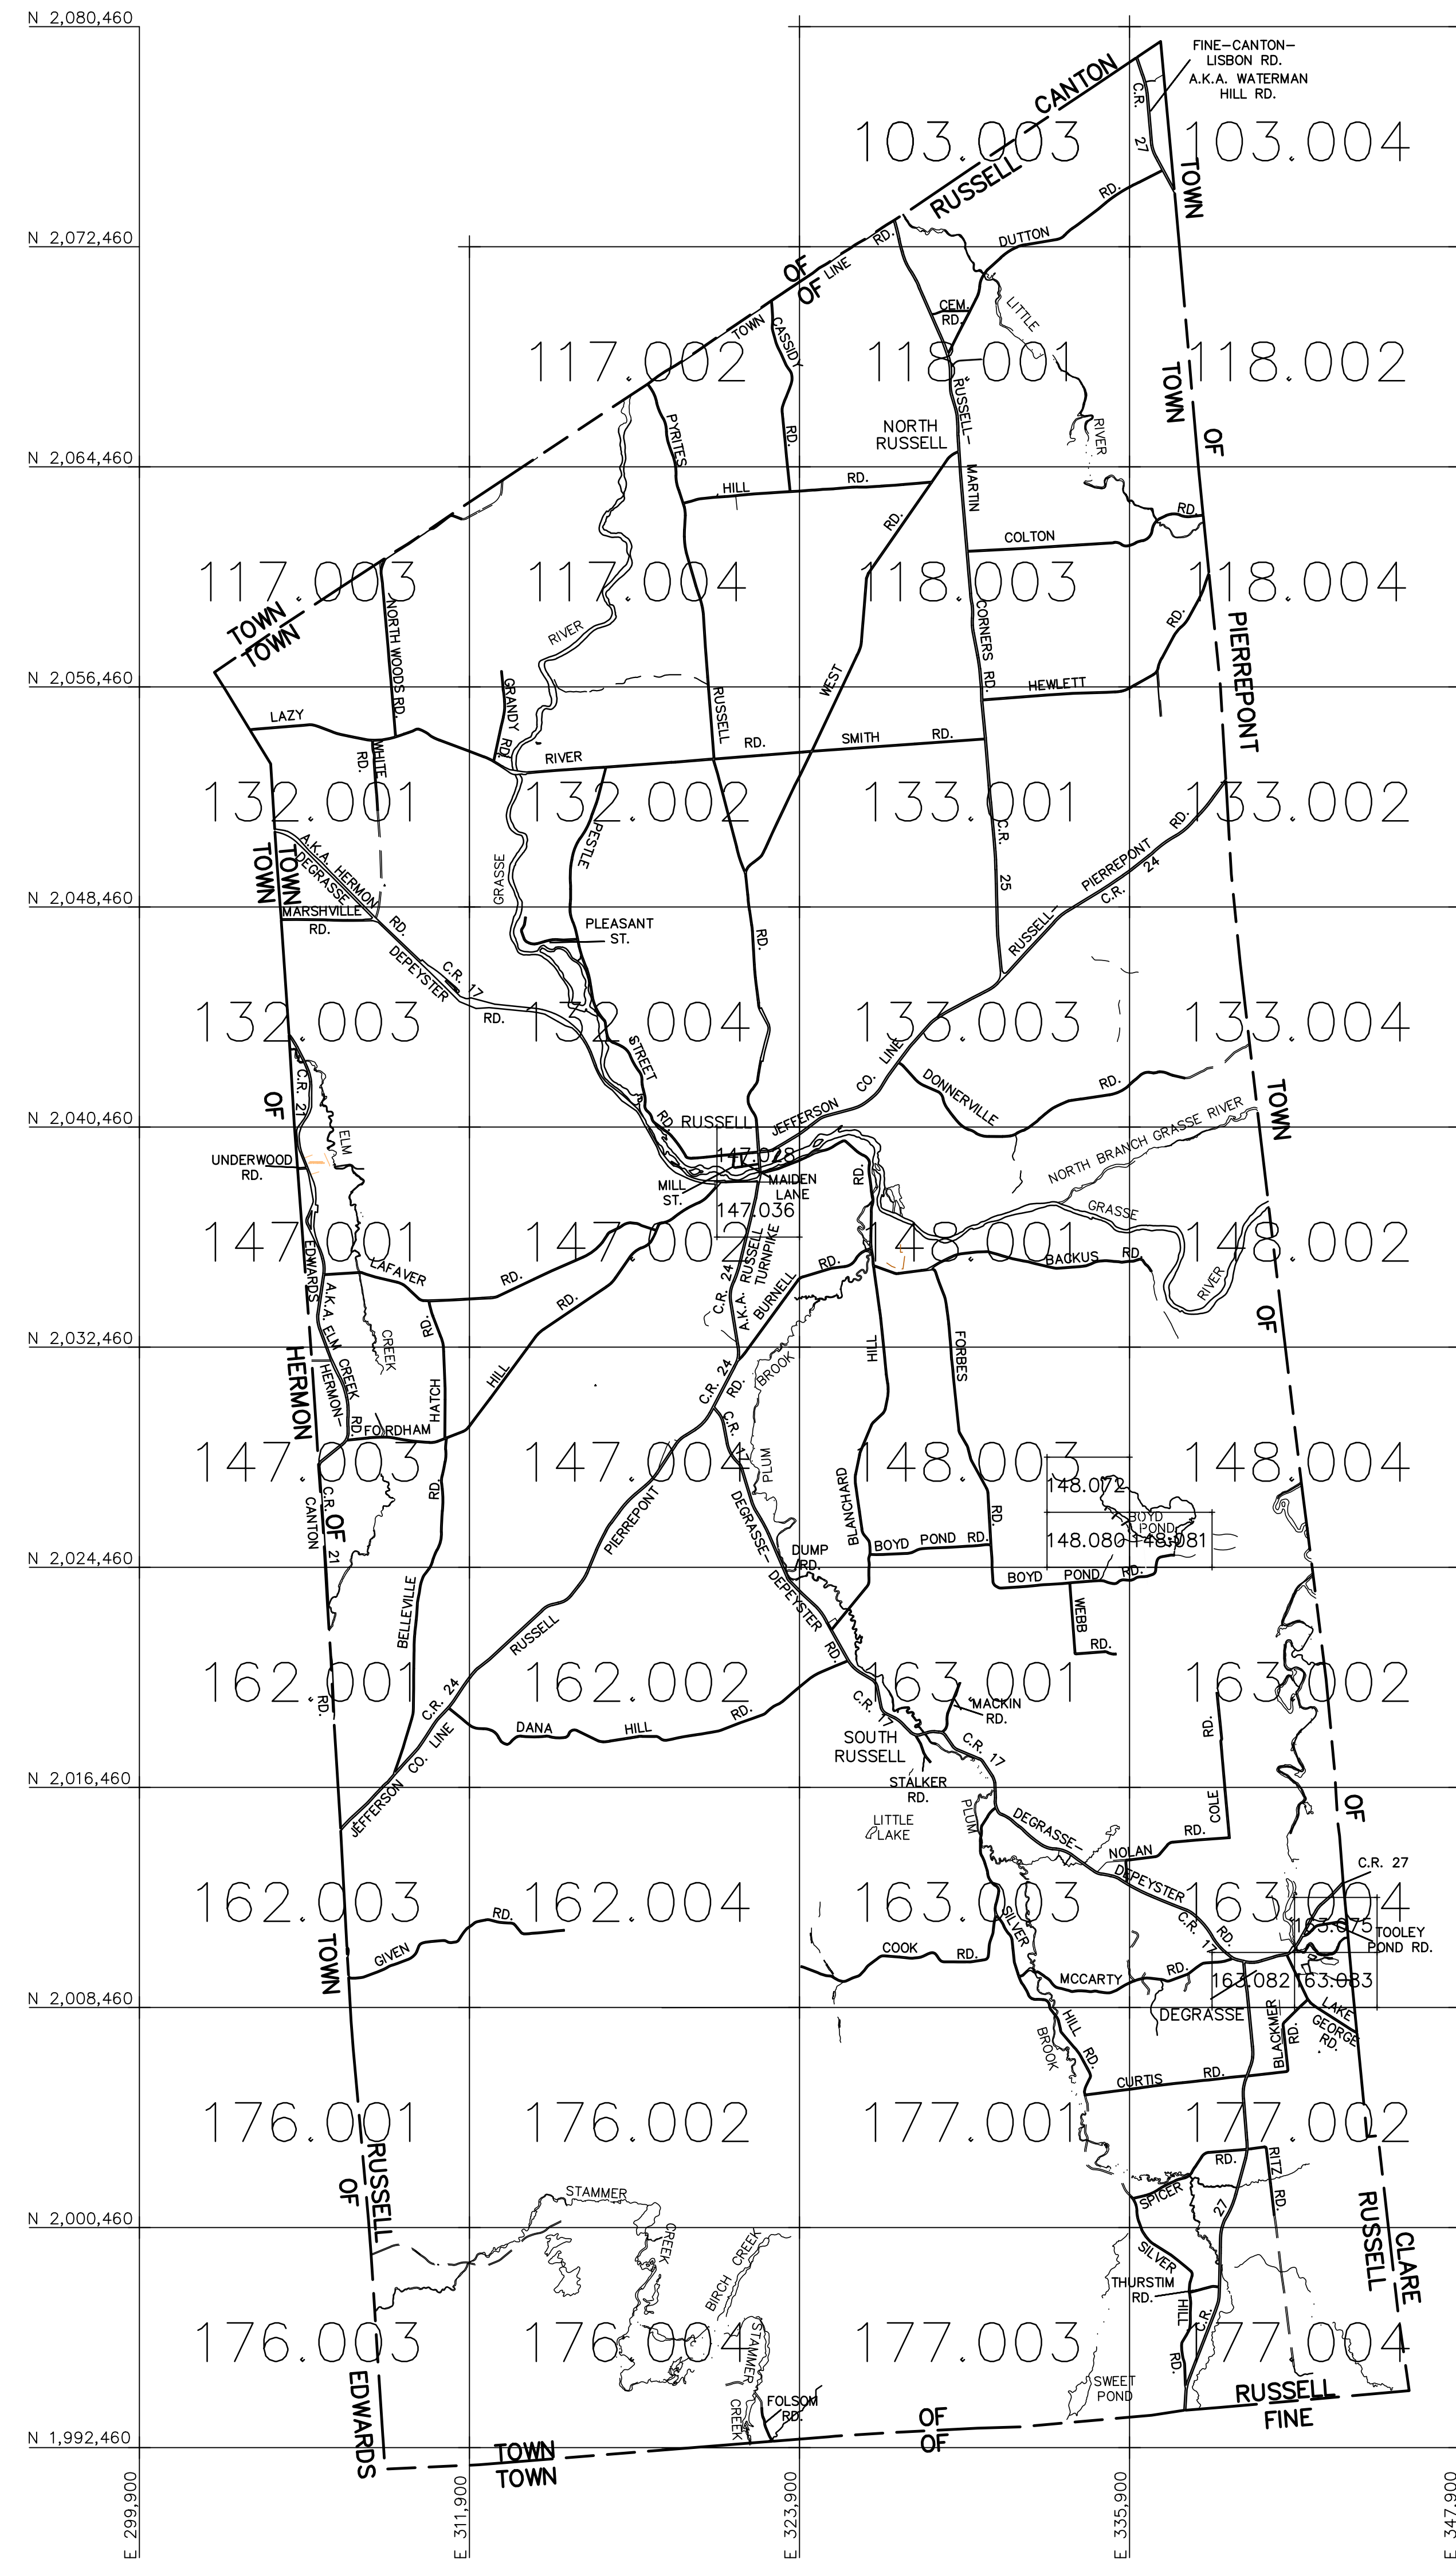 N 2,080,460
FINE-CANTON-
LISBON RD.
A.K.A. WATERMAN
HILL RD.
CANTON
C.R.
27
103.003
103.004
RUSSELL
TOWN
RD.
N 2,072,460
RD.
DUTTON
OF
OF
LINE
CEM.
RD.
LITTLE
TOWN
CASSIDY
117.002
118.001
118.002
TOWN
RUSSELL-
PYRITES
RD.
NORTH
RUSSELL
RIVER
OF
N 2,064,460
HILL
RD.
MARTIN
RD.
RD.
COLTON
117.003
117.004
118.003
118.004
NORTH WOODS RD.
TOWN
TOWN
RIVER
CORNERS RD.
RD.
PIERREPONT
N 2,056,460
GRANDY
RD.
RUSSELL
WEST
HEWLETT
LAZY
WHITE
RD.
RIVER
RD.
SMITH
RD.
132.001
132.002
133.001
133.002
C.R.
25
RD.
A.K.A. HERMON
DEGRASSE
TOWN
TOWN
PESTLE
GRASSE
PIERREPONT
C.R. 24
N 2,048,460
MARSHVILLE
RD.
RD.
PLEASANT
ST.
RD.
RUSSELL-
DEPEYSTER
C.R. 17
RD.
132.003
132.004
133.003
133.004
STREET
RD.
CO. LINE
C.R. 21
OF
DONNERVILLE
RD.
TOWN
N 2,040,460
ELM
RUSSELL
JEFFERSON
NORTH BRANCH GRASSE RIVER
UNDERWOOD
RD.
147.028
MILL
ST.
MAIDEN
LANE
RD.
147.036
GRASSE
147.001
147.002
148.001
148.002
EDWARDS
LAFAVER
RD.
C.R. 24
A.K.A. RUSSELL
TURNPIKE
BURNELL
RD.
BACKUS
RD.
RIVER
OF
A.K.A. ELM CREEK
RD.
RD.
N 2,032,460
HERMON
HERMON-
RD.
CREEK
HATCH
HILL
C.R. 24
RD.
BROOK
HILL
FORBES
FORDHAM
C.R. 17
147.003
147.004
148.003
148.004
PLUM
C.R.
OF
21
CANTON
RD.
PIERREPONT
DEGRASSE-
BLANCHARD
RD.
148.072
BOYD
POND
148.080
148.081
N 2,024,460
DUMP
RD.
BOYD POND RD.
BOYD POND RD.
BELLEVILLE
RUSSELL
DEPEYSTER
RD.
WEBB
RD.
162.001
162.002
163.001
163.002
RD.
C.R. 24
CO. LINE
DANA
HILL
RD.
C.R. 17
MACKIN
RD.
RD.
SOUTH
RUSSELL
C.R. 17
N 2,016,460
JEFFERSON
STALKER
RD.
COLE
OF
LITTLE
LAKE
PLUM
DEGRASSE-
NOLAN
RD.
DEPEYSTER
C.R. 27
162.003
162.004
163.003
163.004
C.R. 17
RD.
163.075
TOOLEY
POND RD.
TOWN
GIVEN
RD.
SILVER
COOK
RD.
MCCARTY
RD.
163.082
163.083
N 2,008,460
DEGRASSE
HILL
RD.
BROOK
BLACKMER
RD.
LAKE
GEORGE
RD.
CURTIS
RD.
176.001
176.002
177.001
177.002
RUSSELL
OF
RD.
RITZ
RD.
STAMMER
SPICER
27
N 2,000,460
CREEK
BIRCH CREEK
SILVER
RUSSELL
CLARE
THURSTIM
RD.
HILL
C.R.
176.003
176.004
177.003
177.004
STAMMER
RD.
EDWARDS
CREEK
FOLSOM
RD.
SWEET
POND
RUSSELL
FINE
OF
OF
N 1,992,460
TOWN
TOWN
E 299,900
E 311,900
E 323,900
E 335,900
E 347,900